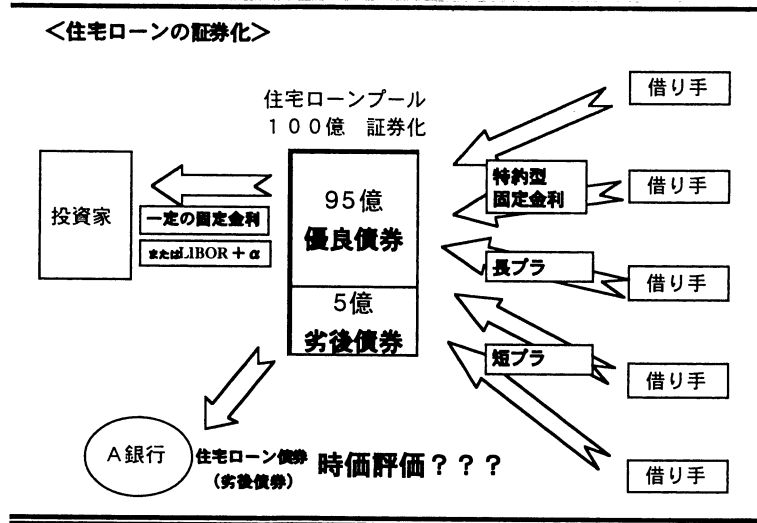 ＜住宅ローンの証券化＞
住宅ローンプール
１００億　証券化
投資家
一定の固定金利
またはLIBOR＋α
95億
優良債券
5億
劣後債券
特約型
固定金利
長プラ
短プラ
借り手
借り手
借り手
借り手
借り手
A銀行
住宅ローン債券
（劣後債券）
時価評価？？？